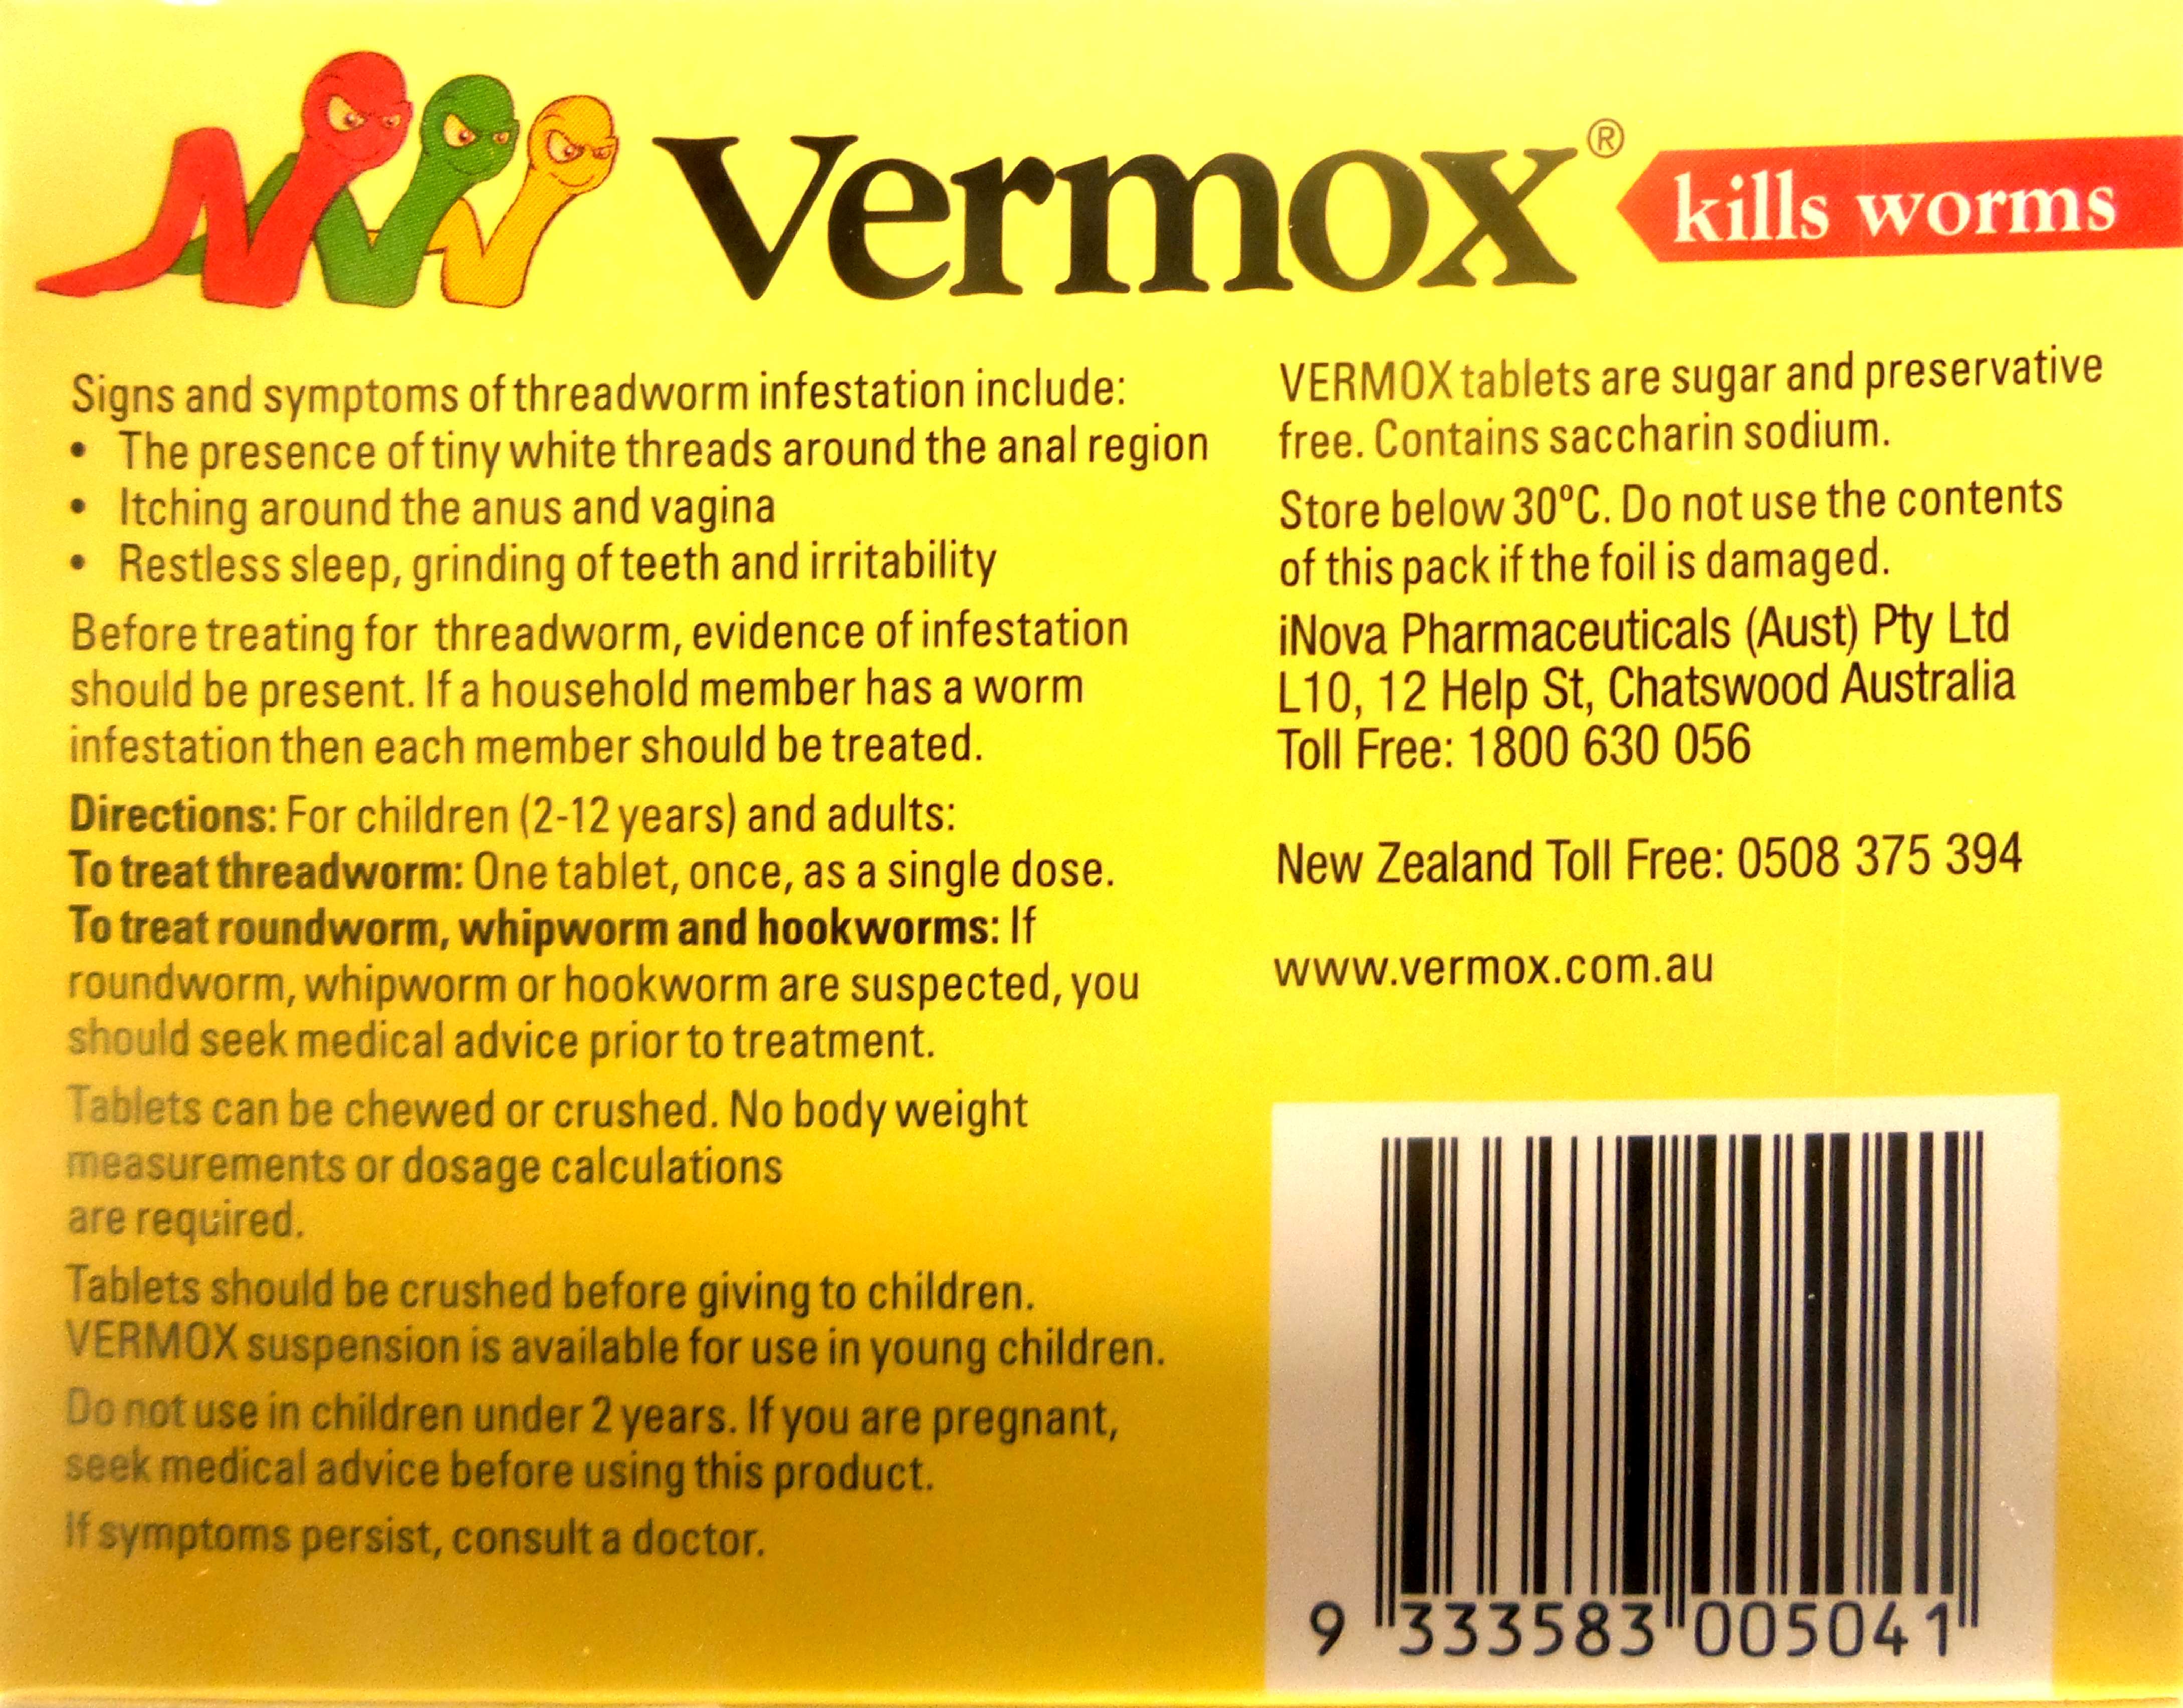 Vermox®
kills worms
Signs and symptoms of threadworm infestation include:
• The presence of tiny white threads around the anal region
• Itching around the anus and vagina
• Restless sleep, grinding of teeth and irritability
Before treating for threadworm, evidence of infestation
should be present. If a household member has a worm
infestation then each member should be treated.
Directions: For children (2-12 years) and adults:
To treat threadworm: One tablet, once, as a single dose.
To treat roundworm, whipworm and hookworms: If
roundworm, whipworm or hookworm are suspected, you
should seek medical advice prior to treatment.
Tablets can be chewed or crushed. No body weight
measurements or dosage calculations
are required.
Tablets should be crushed before giving to children.
VERMOX suspension is available for use in young children.
Do not use in children under 2 years. If you are pregnant,
seek medical advice before using this product.
If symptoms persist, consult a doctor.
VERMOX tablets are sugar and preservative
free. Contains saccharin sodium.
Store below 30°C. Do not use the contents
of this pack if the foil is damaged.
iNova Pharmaceuticals (Aust) Pty Ltd
L10, 12 Help St, Chatswood Australia
Toll Free: 1800 630 056
New Zealand Toll Free: 0508 375 394
www.vermox.com.au
9 333583 005041